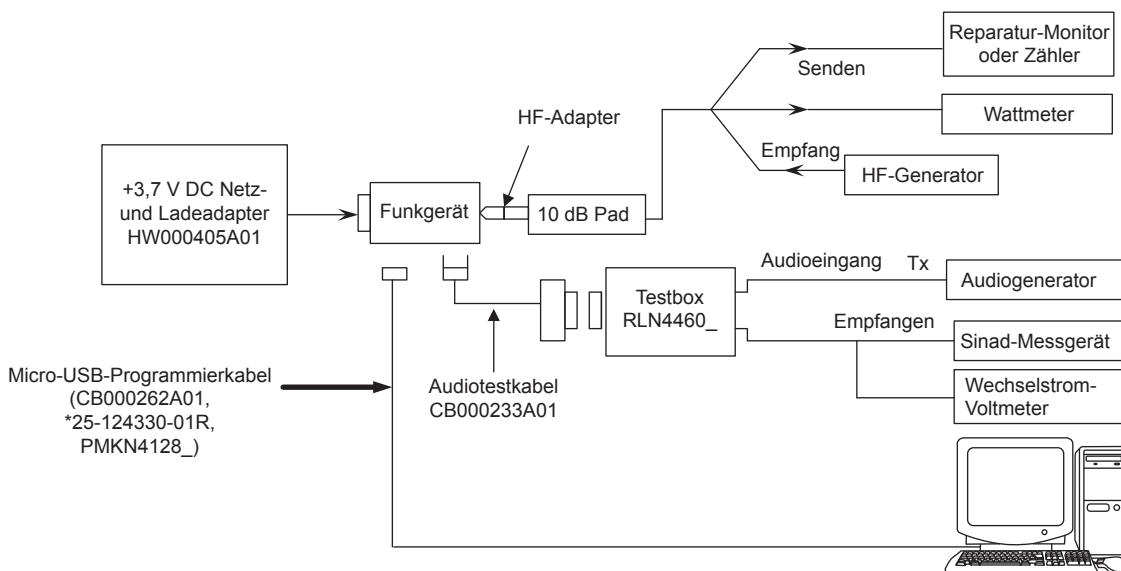 Reparatur-Monitor
oder Zähler
Senden
HF-Adapter
Wattmeter
Empfang
HF-Generator
+3,7 V DC Netz-
und Ladeadapter
HW000405A01
Funkgerät
10 dB Pad
Audioeingang
Tx
Audiogenerator
Testbox
RLN4460_
Empfangen
Sinad-Messgerät
Micro-USB-Programmierkabel
(CB000262A01,
*25-124330-01R,
PMKN4128_)
Audiotestkabel
CB000233A01
Wechselstrom-
Voltmeter